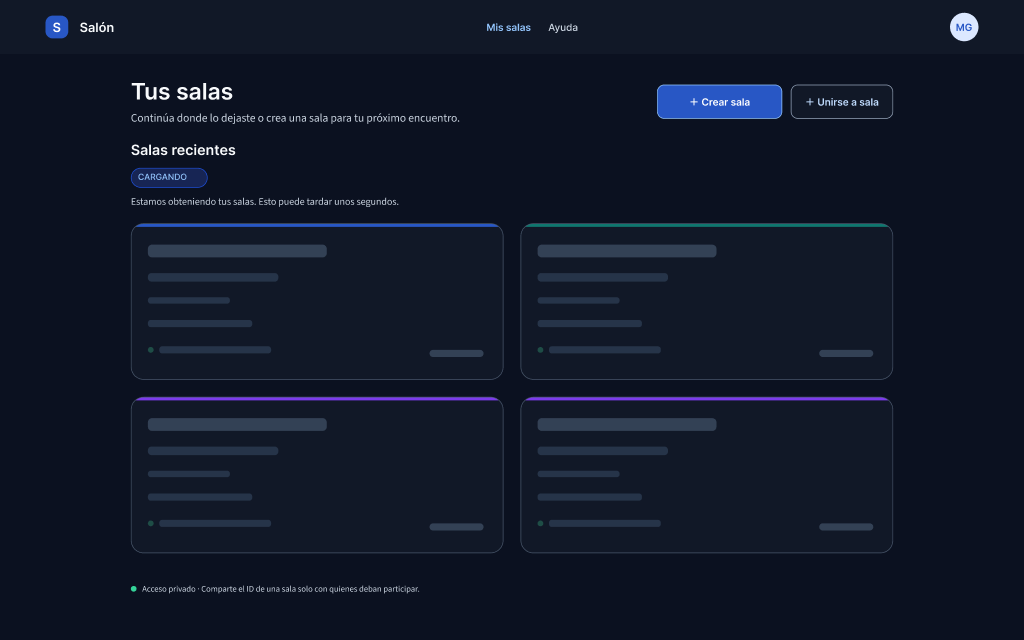 S
Salón
Mis salas
Ayuda
MG
Tus salas
Continúa donde lo dejaste o crea una sala para tu próximo encuentro.
+ Crear sala
+ Unirse a sala
Salas recientes
CARGANDO
Estamos obteniendo tus salas. Esto puede tardar unos segundos.
Acceso privado · Comparte el ID de una sala solo con quienes deban participar.